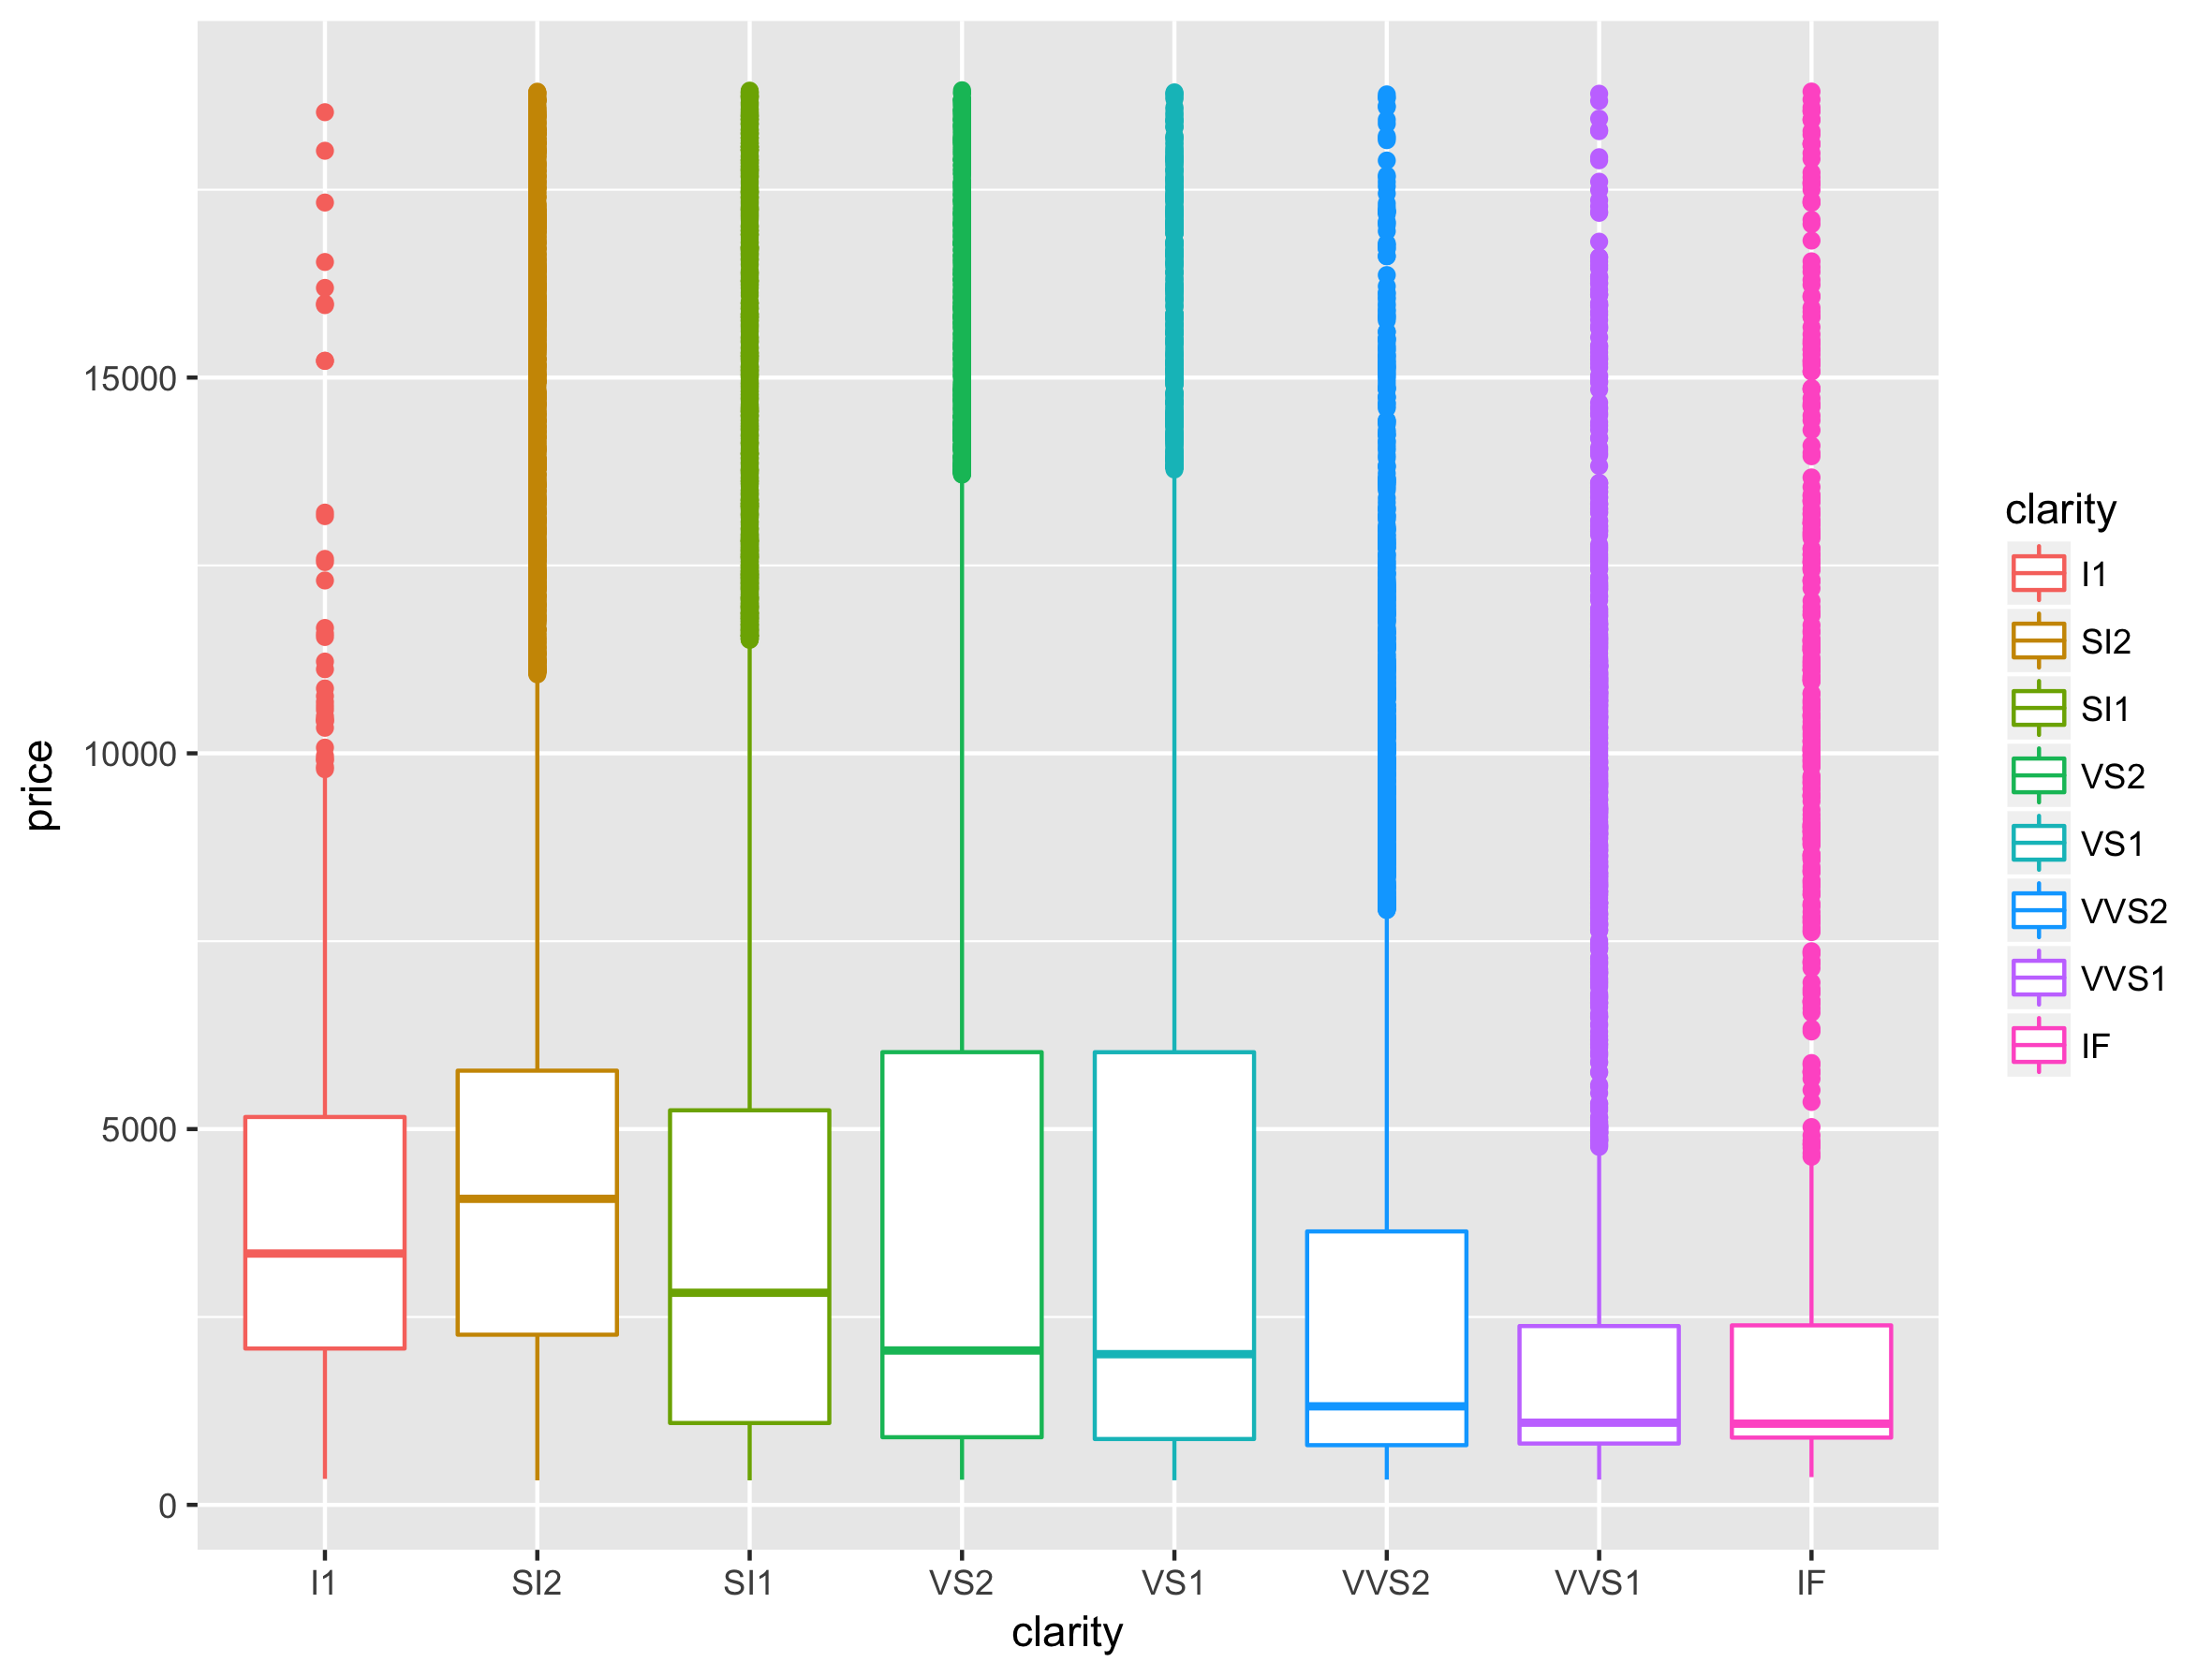 price
15000
10000
5000
0
I1
SI2
SI1
VS2
VS1
VVS2
VVS1
IF
clarity
clarity
I1
SI2
SI1
VS2
VS1
VVS2
VVS1
IF